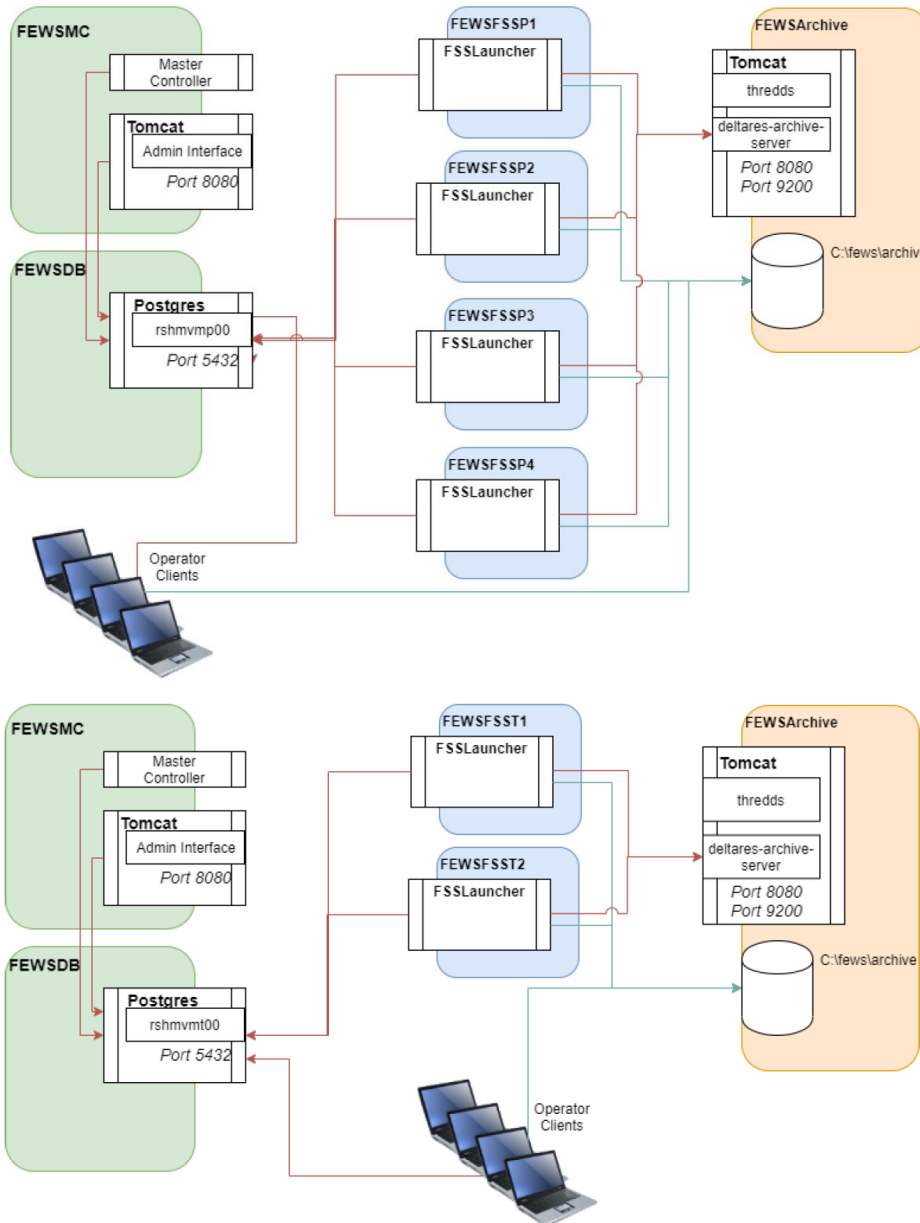 FEWSMC
Master
Controller
Tomcat
Admin Interface
Port 8080
FEWSDB
Postgres
rshmvmp00
Port 5432
FEWSFSSP1
FSSLauncher
FEWSFSSP2
FSSLauncher
FEWSFSSP3
FSSLauncher
FEWSFSSP4
FSSLauncher
FEWSArchive
Tomcat
thredds
deltares-archive-
server
Port 8080
Port 9200
C:\fews\archiv
Operator
Clients
FEWSMC
Master
Controller
Tomcat
Admin Interface
Port 8080
FEWSDB
Postgres
rshmvmt00
Port 5432
FEWSFSST1
FSSLauncher
FEWSFSST2
FSSLauncher
FEWSArchive
Tomcat
thredds
deltares-archive-
server
Port 8080
Port 9200
C:\fews\archive
Operator
Clients